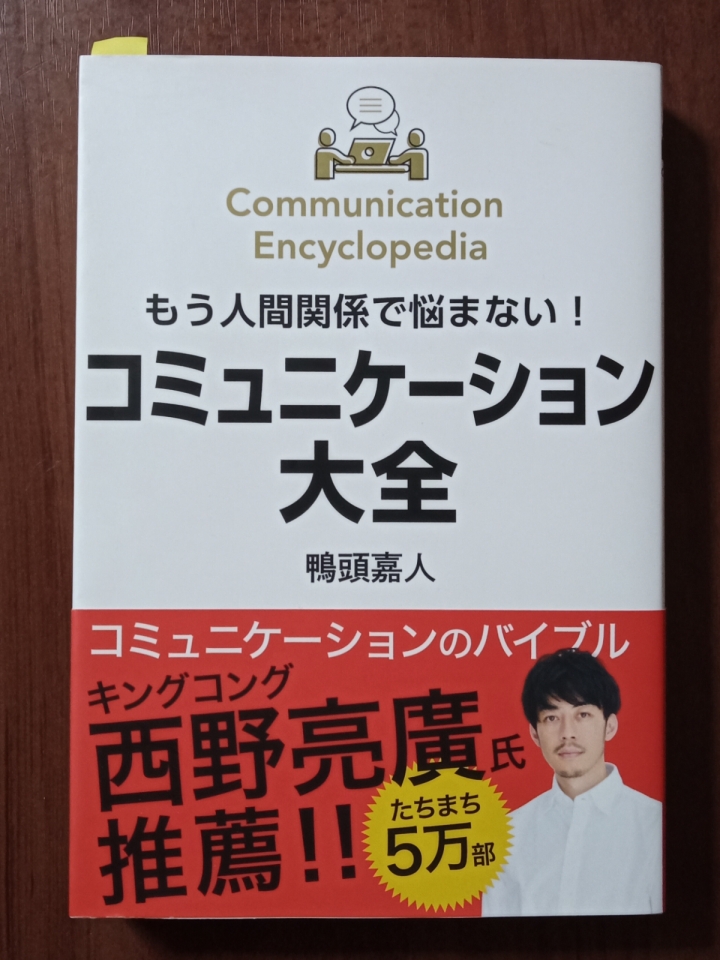 Communication
Encyclopedia
もう人間関係で悩まない！
コミュニケーション
大全
鴨頭嘉人
コミュニケーションのバイブル
キングコング
西野亮廣氏
推薦!!
たちまち
5万部